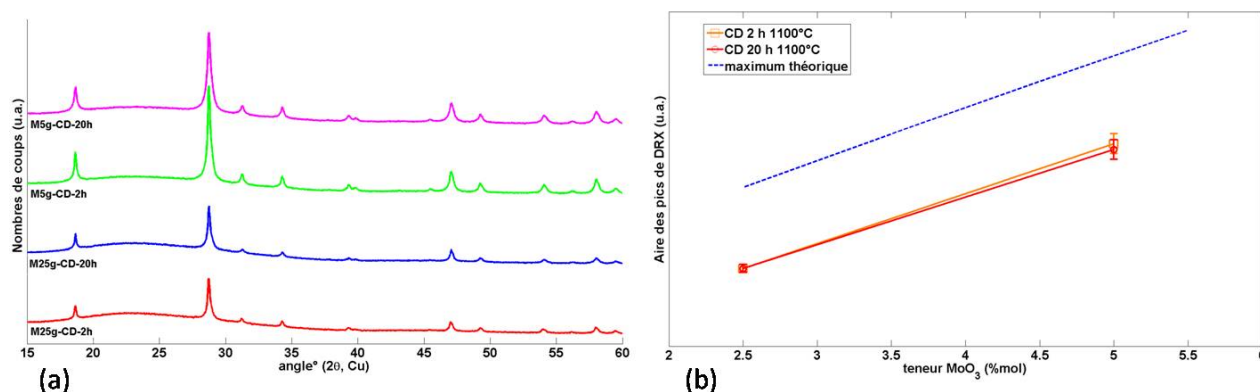 Nombres de coups (u.a.)
M5g-CD-20h
M5g-CD-2h
M25g-CD-20h
M25g-CD-2h
15 20 25 30 35 40 45 50 55 60
angle° (2θ, Cu)
(a)
Aire des pics de DRX (u.a.)
CD 2 h 1100°C
CD 20 h 1100°C
maximum théorique
2 2.5 3 3.5 4 4.5 5 5.5 6
teneur MoO₃ (%mol)
(b)